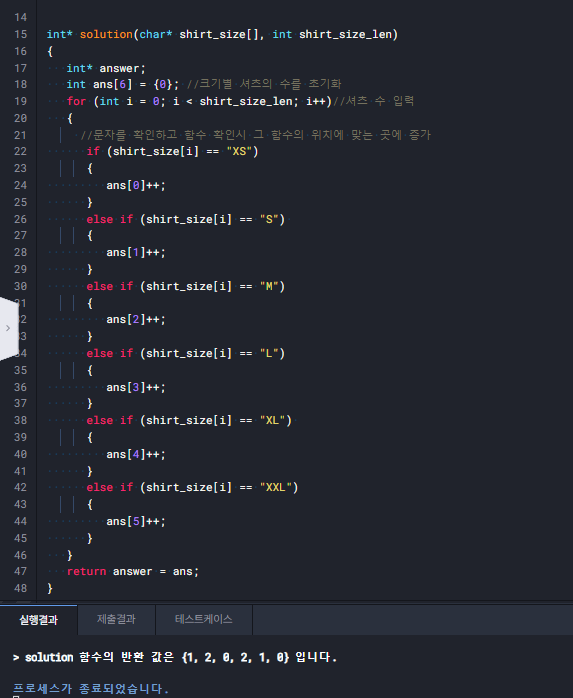 14
15 int* solution(char* shirt_size[], int shirt_size_len)
16 {
17 int* answer;
18 int ans[6] = {0}; //크기별 셔츠의 수를 초기화
19 for (int i = 0; i < shirt_size_len; i++)//셔츠 수 입력
20 {
21 //문자를 확인하고 함수 확인시 그 함수의 위치에 맞는 곳에 증가
22 if (shirt_size[i] == "XS")
23 {
24 ans[0]++;
25 }
26 else if (shirt_size[i] == "S")
27 {
28 ans[1]++;
29 }
30 else if (shirt_size[i] == "M")
31 {
32 ans[2]++;
33 }
34 else if (shirt_size[i] == "L")
35 {
36 ans[3]++;
37 }
38 else if (shirt_size[i] == "XL")
39 {
40 ans[4]++;
41 }
42 else if (shirt_size[i] == "XXL")
43 {
44 ans[5]++;
45 }
46 }
47 return answer = ans;
48 }
실행결과 제출결과 테스트케이스
> solution 함수의 반환 값은 {1, 2, 0, 2, 1, 0} 입니다.
프로세스가 종료되었습니다.